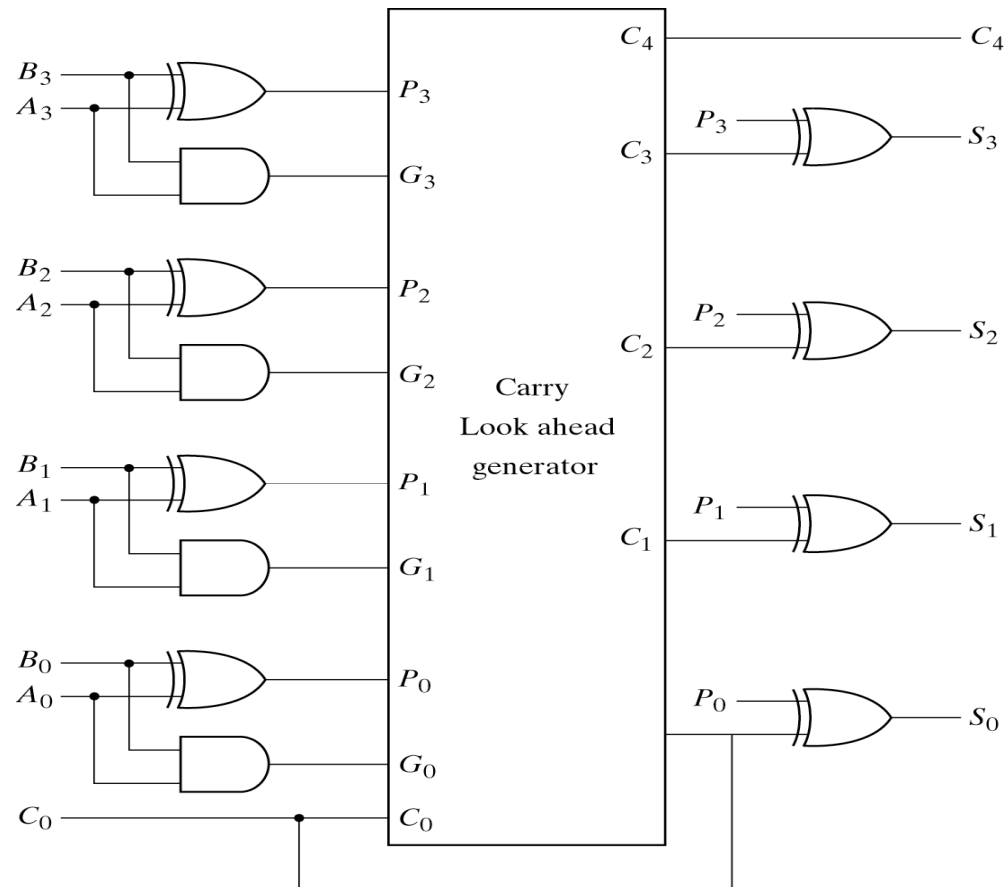 B₃
A₃
P₃
G₃
B₂
A₂
P₂
G₂
B₁
A₁
P₁
G₁
B₀
A₀
P₀
G₀
C₀
C₀
Carry
Look ahead
generator
C₄
C₄
P₃
C₃
S₃
P₂
C₂
S₂
P₁
C₁
S₁
P₀
S₀